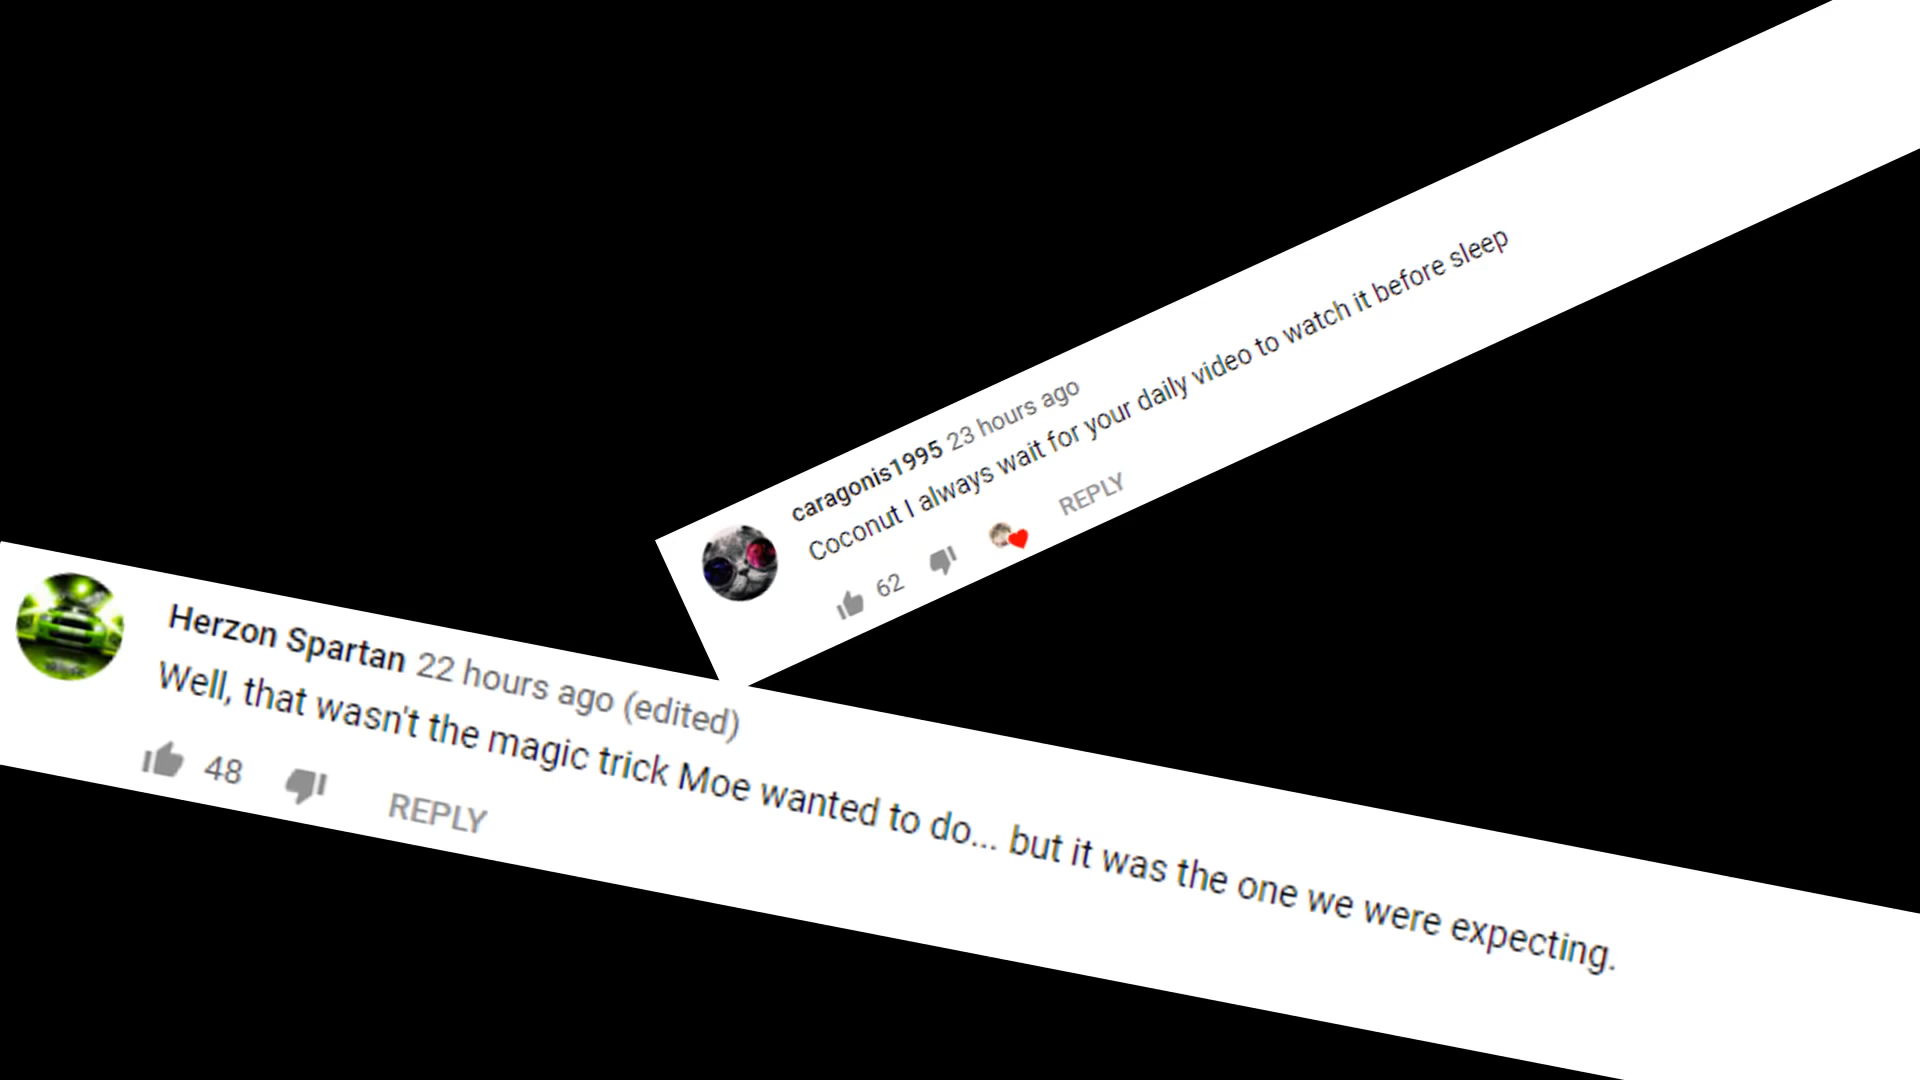 caragonis1995 23 hours ago
Coconut I always wait for your daily video to watch it before sleep
62 REPLY
Herzon Spartan 22 hours ago (edited)
Well, that wasn't the magic trick Moe wanted to do... but it was the one we were expecting.
48 REPLY